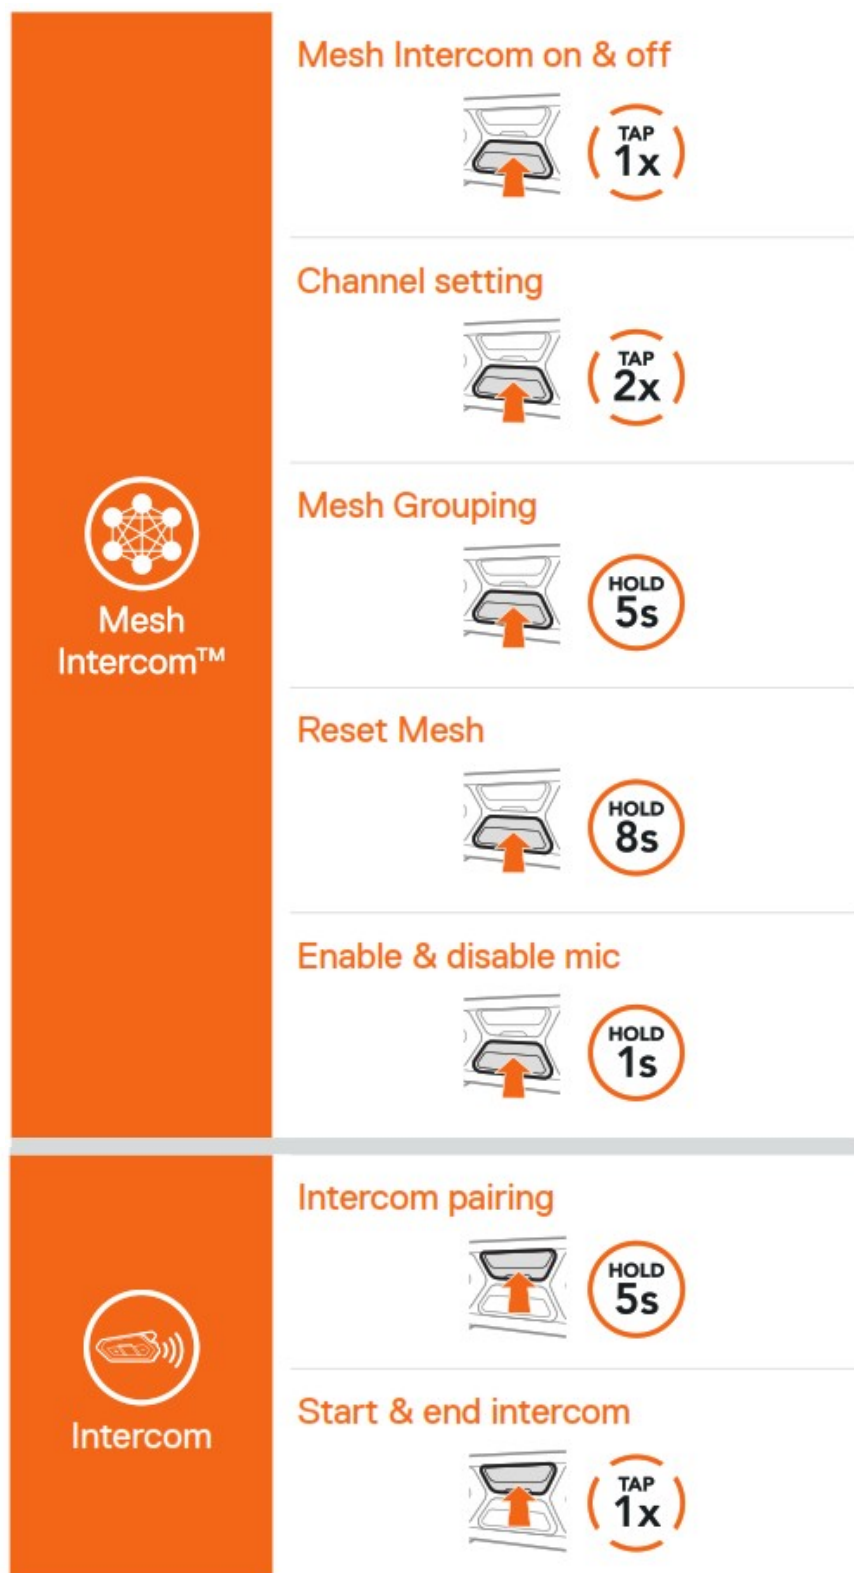 Mesh Intercom on & off
TAP
1x
Channel setting
TAP
2x
Mesh Grouping
HOLD
5s
Mesh
Intercom™
Reset Mesh
HOLD
8s
Enable & disable mic
HOLD
1s
Intercom pairing
HOLD
5s
Intercom
Start & end intercom
TAP
1x